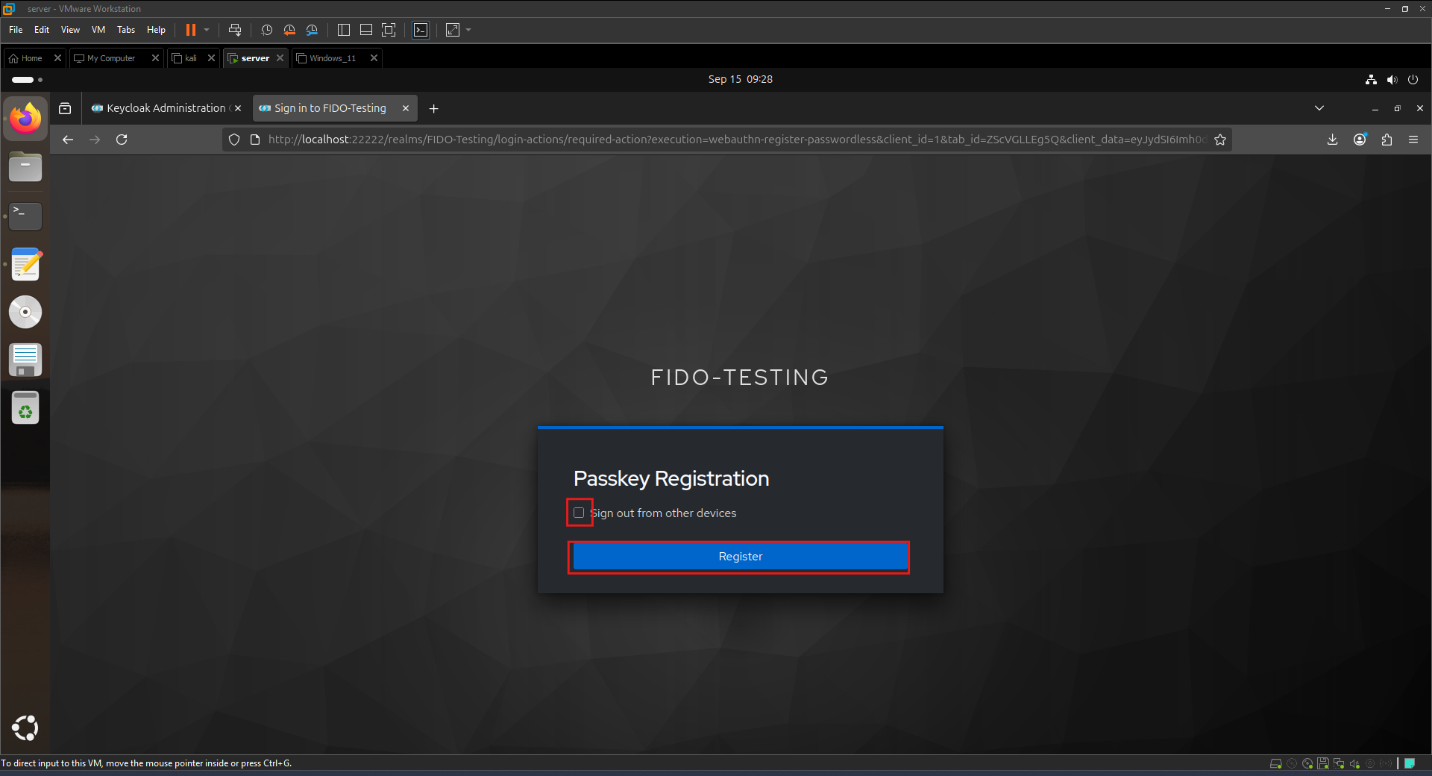 server - VMware Workstation
File Edit View VM Tabs Help
Home My Computer kali server Windows_11
Sep 15 09:28
Keycloak Administration Sign in to FIDO-Testing
http://localhost:22222/realms/FIDO-Testing/login-actions/required-action?execution=webauthn-register-passwordless&client_id=1&tab_id=ZScVGLLEg5Q&client_data=eyJydSI6Imh0
FIDO-TESTING
Passkey Registration
Sign out from other devices
Register
To direct input to this VM, move the mouse pointer inside or press Ctrl+G.